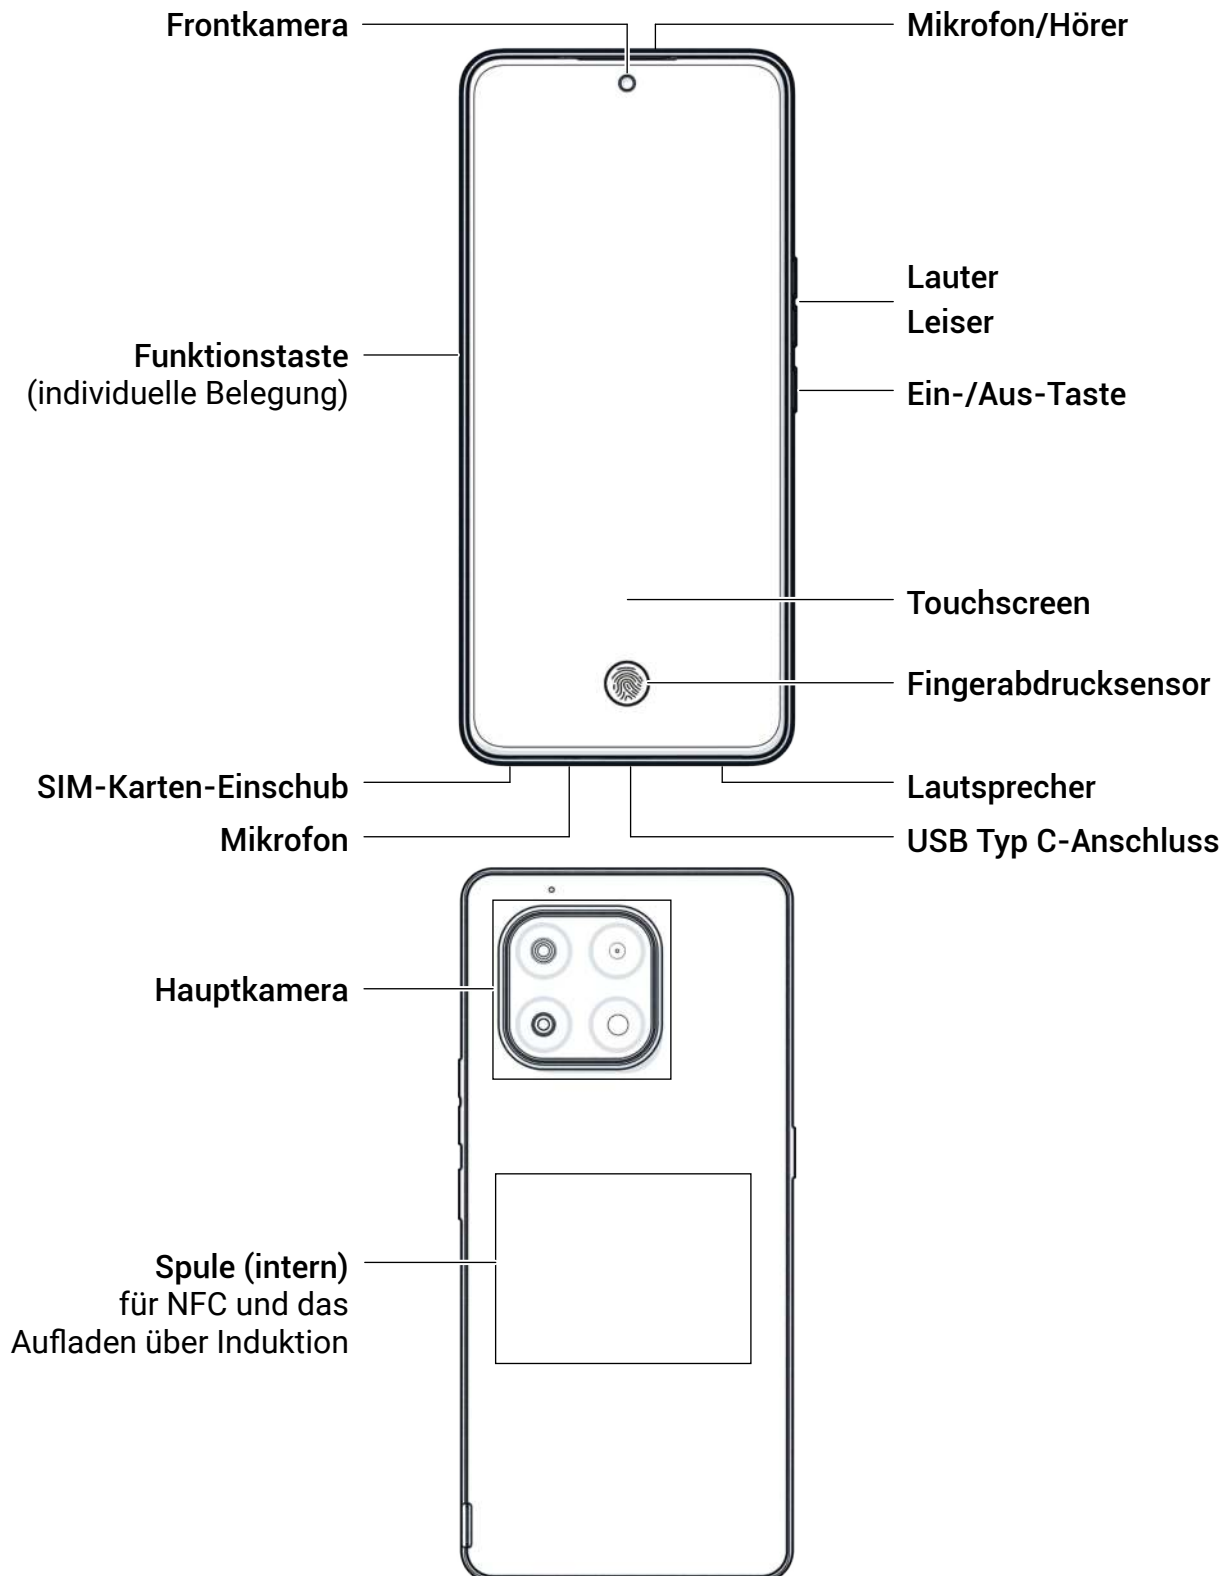 Frontkamera
Mikrofon/Hörer
Lauter
Leiser
Funktionstaste
(individuelle Belegung)
Ein-/Aus-Taste
Touchscreen
Fingerabdrucksensor
SIM-Karten-Einschub
Lautsprecher
Mikrofon
USB Typ C-Anschluss
Hauptkamera
Spule (intern)
für NFC und das
Aufladen über Induktion